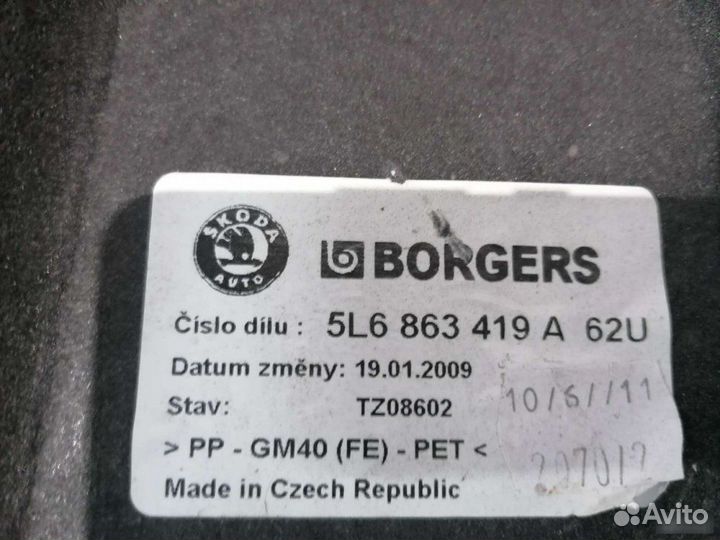 ŠKODA
AUTO
BORGERS
Číslo dílu : 5L6 863 419 A 62U
Datum změny: 19.01.2009
Stav: TZ08602
> PP - GM40 (FE) - PET <
Made in Czech Republic
Avito